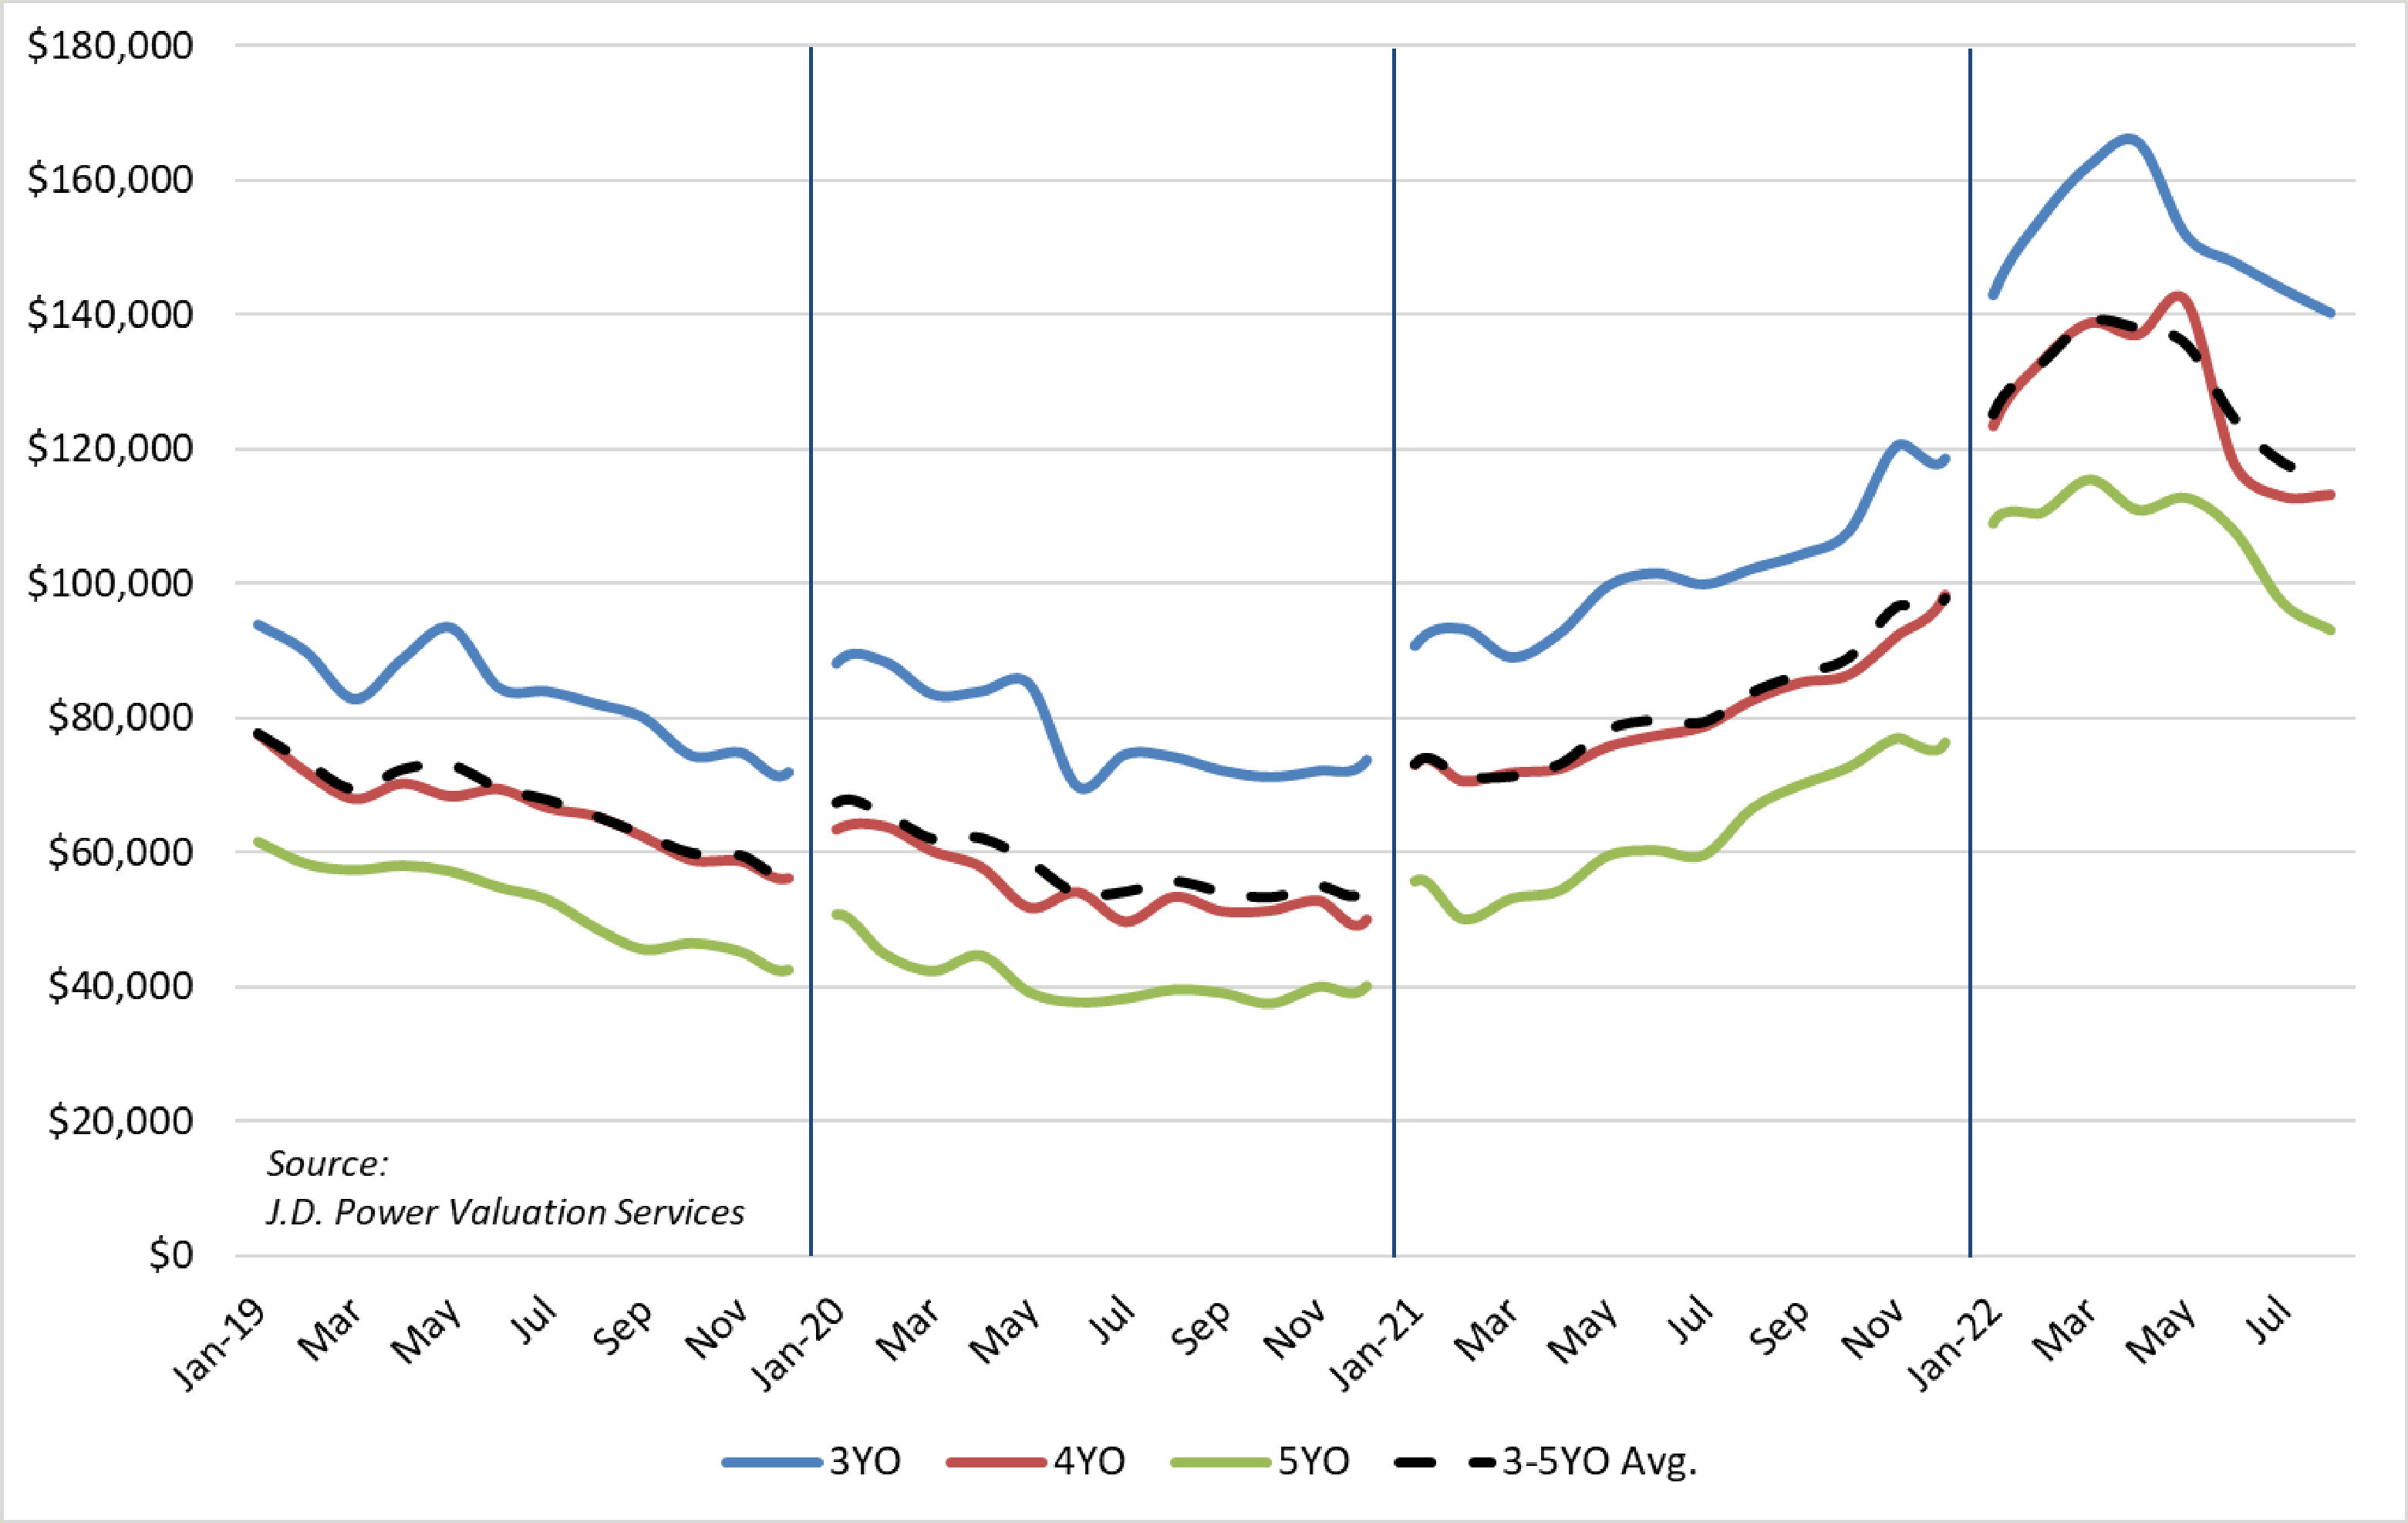 $180,000
$160,000
$140,000
$120,000
$100,000
$80,000
$60,000
$40,000
$20,000
$0
Source:
J.D. Power Valuation Services
Jan-19 Mar May Jul Sep Nov Jan-20 Mar May Jul Sep Nov Jan-21 Mar May Jul Sep Nov Jan-22 Mar May Jul
3YO 4YO 5YO 3-5YO Avg.